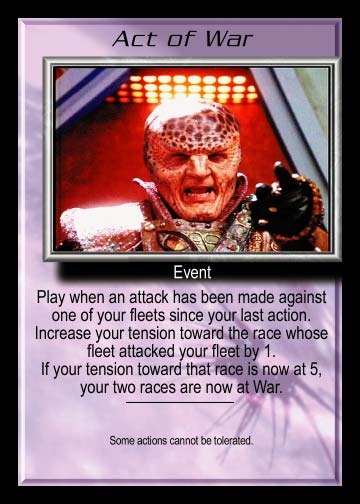 Act of War
Event
Play when an attack has been made against
one of your fleets since your last action.
Increase your tension toward the race whose
fleet attacked your fleet by 1.
If your tension toward that race is now at 5,
your two races are now at War.
Some actions cannot be tolerated.